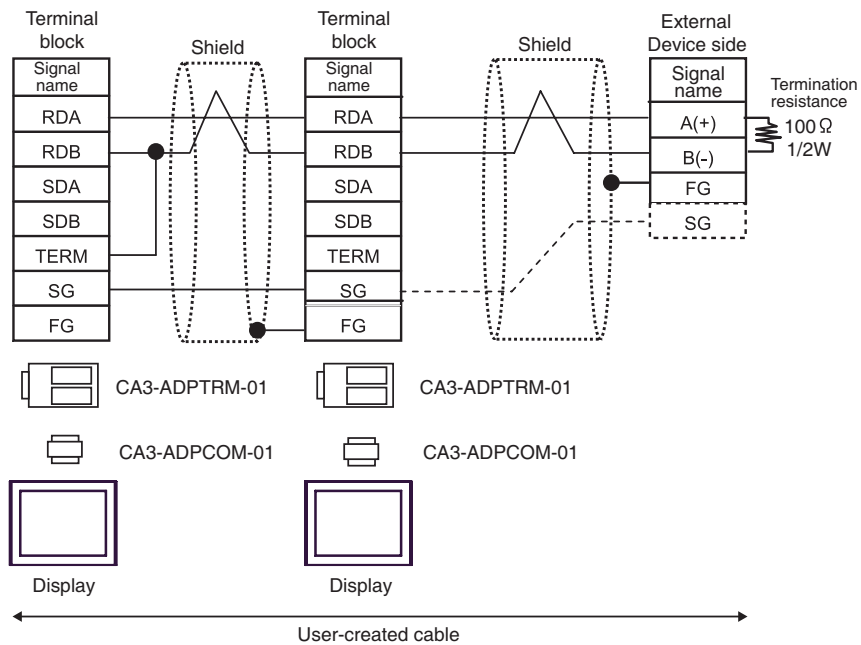 Terminal
block
Shield
Terminal
block
Shield
External
Device side
Signal
name
RDA
RDB
SDA
SDB
TERM
SG
FG
Signal
name
RDA
RDB
SDA
SDB
TERM
SG
FG
Signal
name
A(+)
B(-)
FG
SG
Termination
resistance
100 Ω
1/2W
CA3-ADPTRM-01
CA3-ADPTRM-01
CA3-ADPCOM-01
CA3-ADPCOM-01
Display
Display
User-created cable